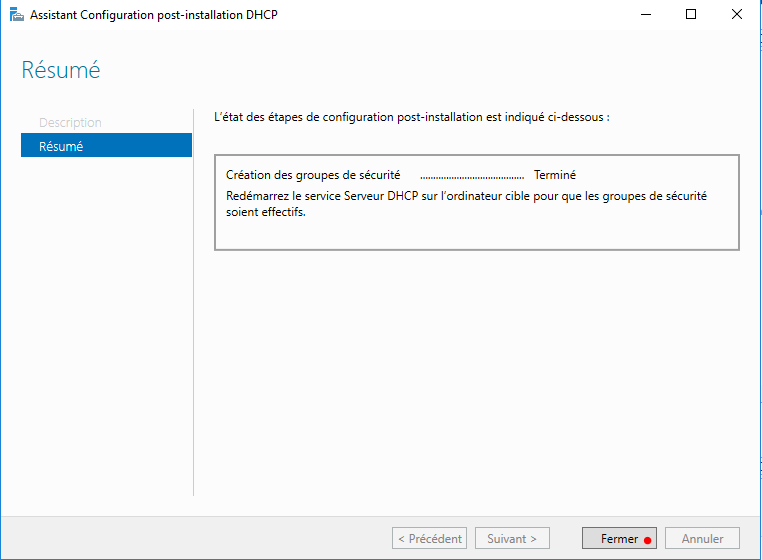 Assistant Configuration post-installation DHCP
Résumé
Description
Résumé
L’état des étapes de configuration post-installation est indiqué ci-dessous :
Création des groupes de sécurité ........................................ Terminé
Redémarrez le service Serveur DHCP sur l’ordinateur cible pour que les groupes de sécurité
soient effectifs.
< Précédent Suivant > Fermer Annuler